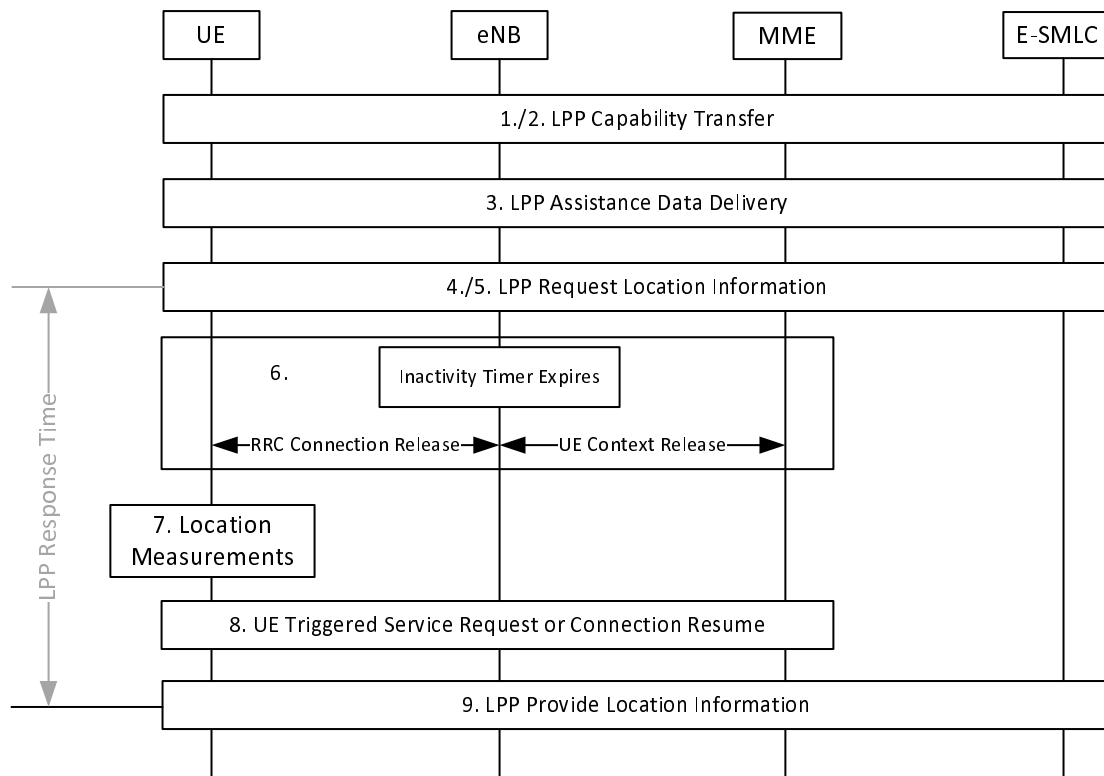 UE
eNB
MME
E-SMLC
1./2. LPP Capability Transfer
3. LPP Assistance Data Delivery
4./5. LPP Request Location Information
6.
Inactivity Timer Expires
RRC Connection Release
UE Context Release
LPP Response Time
7. Location
Measurements
8. UE Triggered Service Request or Connection Resume
9. LPP Provide Location Information